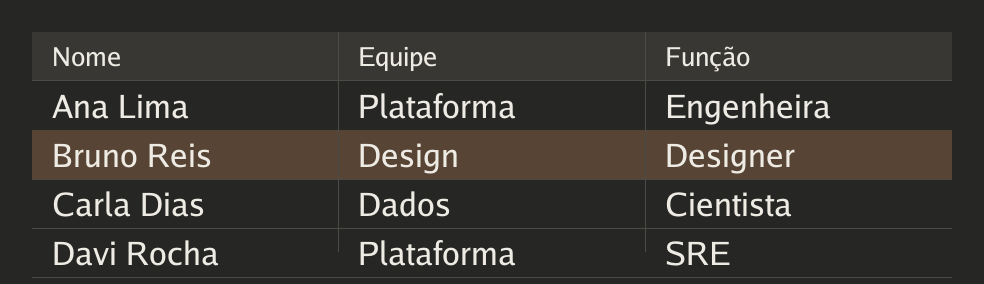 Nome Equipe Função
Ana Lima Plataforma Engenheira
Bruno Reis Design Designer
Carla Dias Dados Cientista
Davi Rocha Plataforma SRE